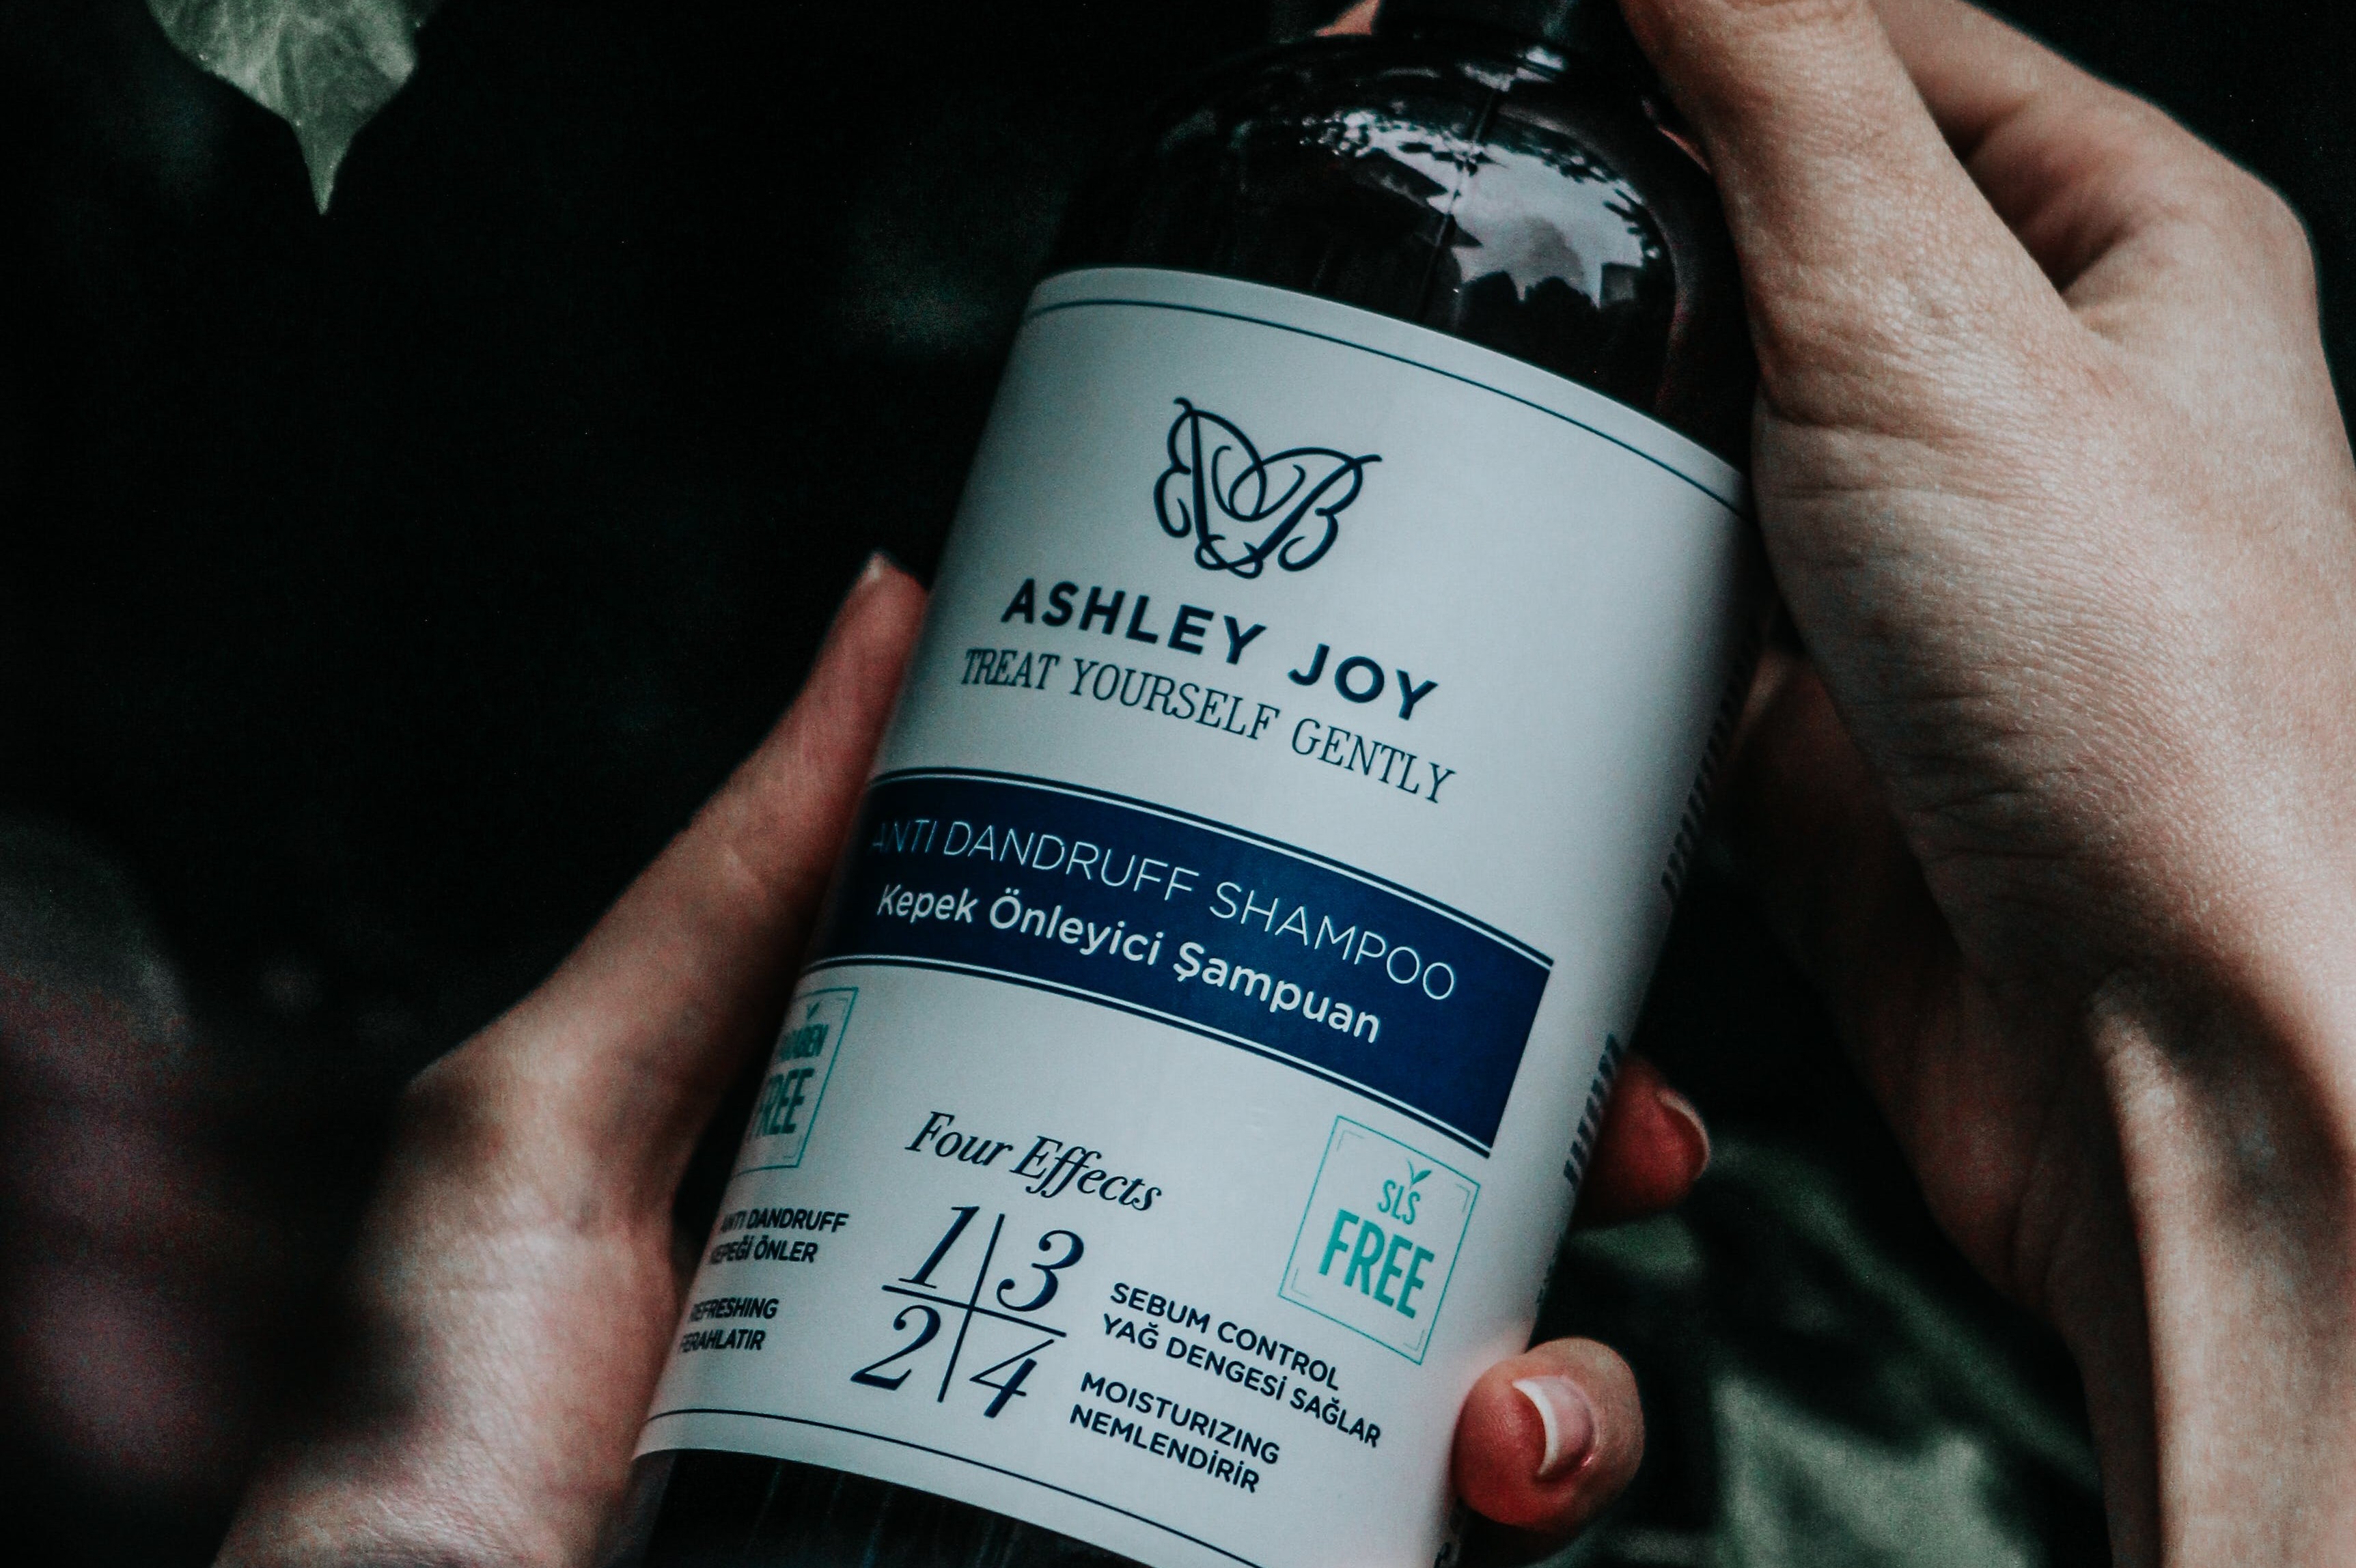 ASHLEY JOY
TREAT YOURSELF GENTLY
ANTI DANDRUFF SHAMPOO
Kepek Önleyici Şampuan
FREE
Four Effects
SLS
FREE
ANTI DANDRUFF
KEPEĞİ ÖNLER
REFRESHING
FERAHLATIR
1 3
2 4
SEBUM CONTROL
YAĞ DENGESİ SAĞLAR
MOISTURIZING
NEMLENDİRİR